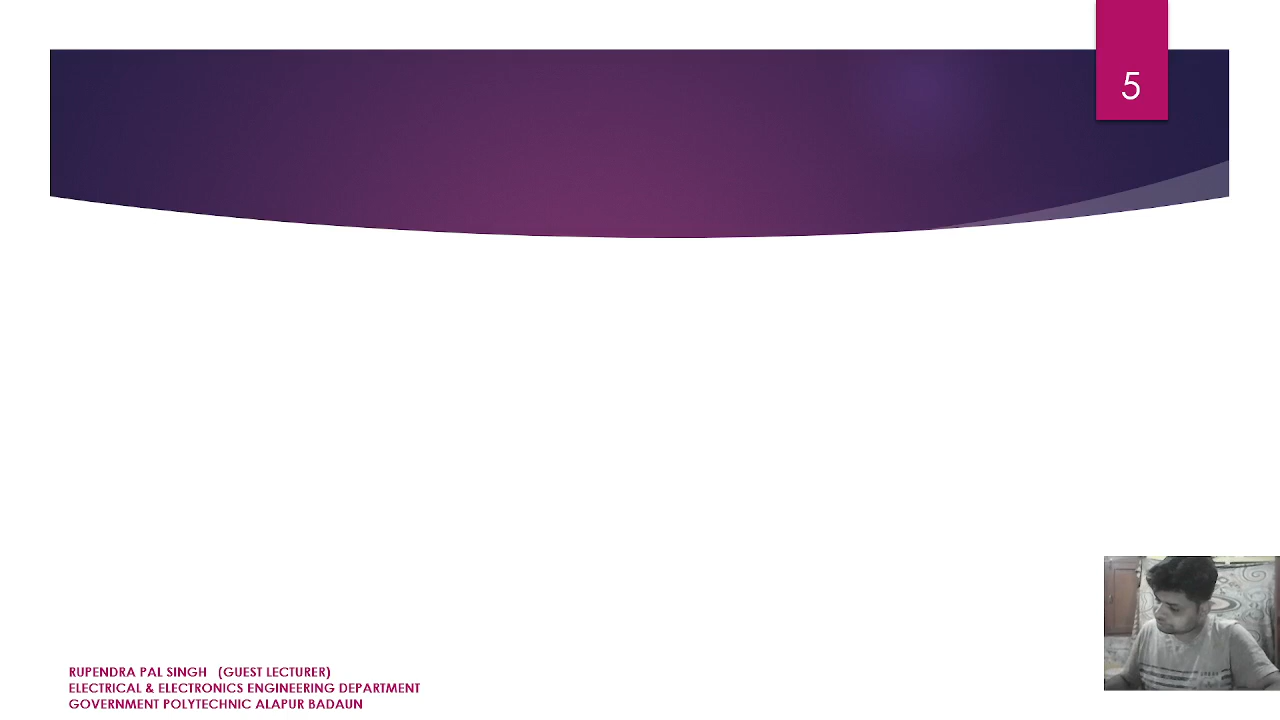 5
RUPENDRA PAL SINGH (GUEST LECTURER)
ELECTRICAL & ELECTRONICS ENGINEERING DEPARTMENT
GOVERNMENT POLYTECHNIC ALAPUR BADAUN